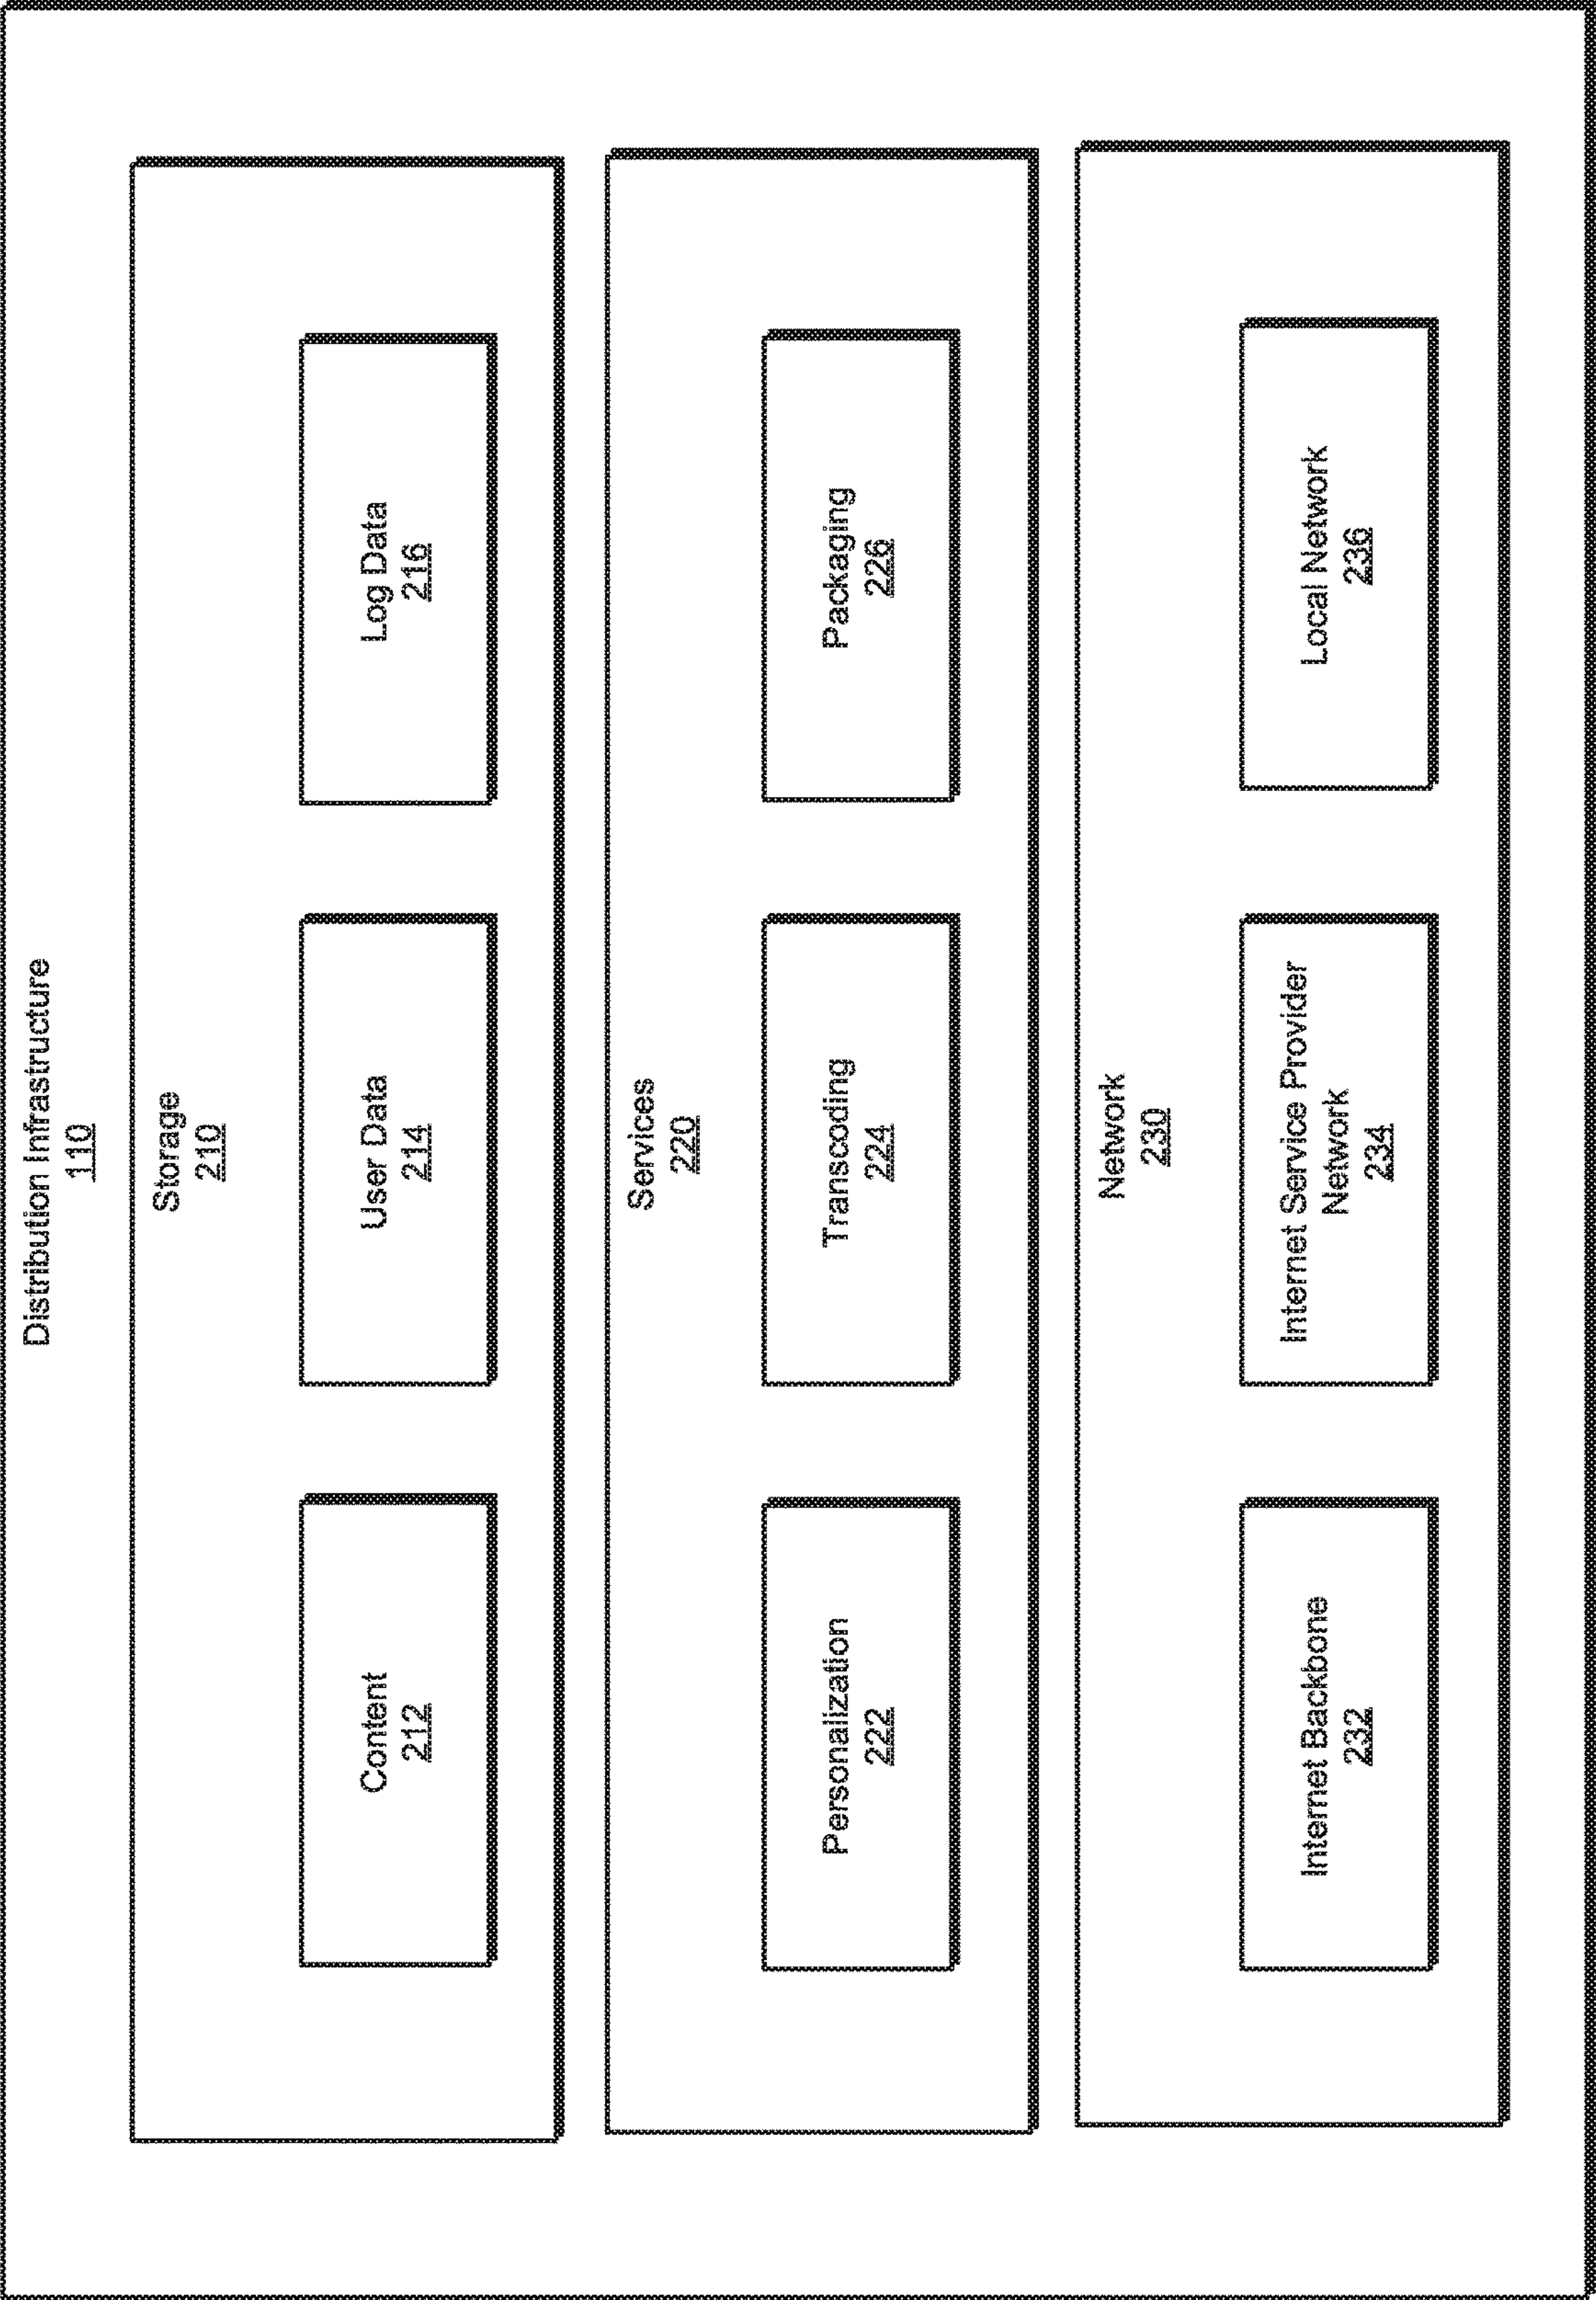 Distribution Infrastructure
110
Storage
210
Content
212
User Data
214
Log Data
216
Services
220
Personalization
222
Transcoding
224
Packaging
226
Network
230
Internet Backbone
232
Internet Service Provider
Network
234
Local Network
236